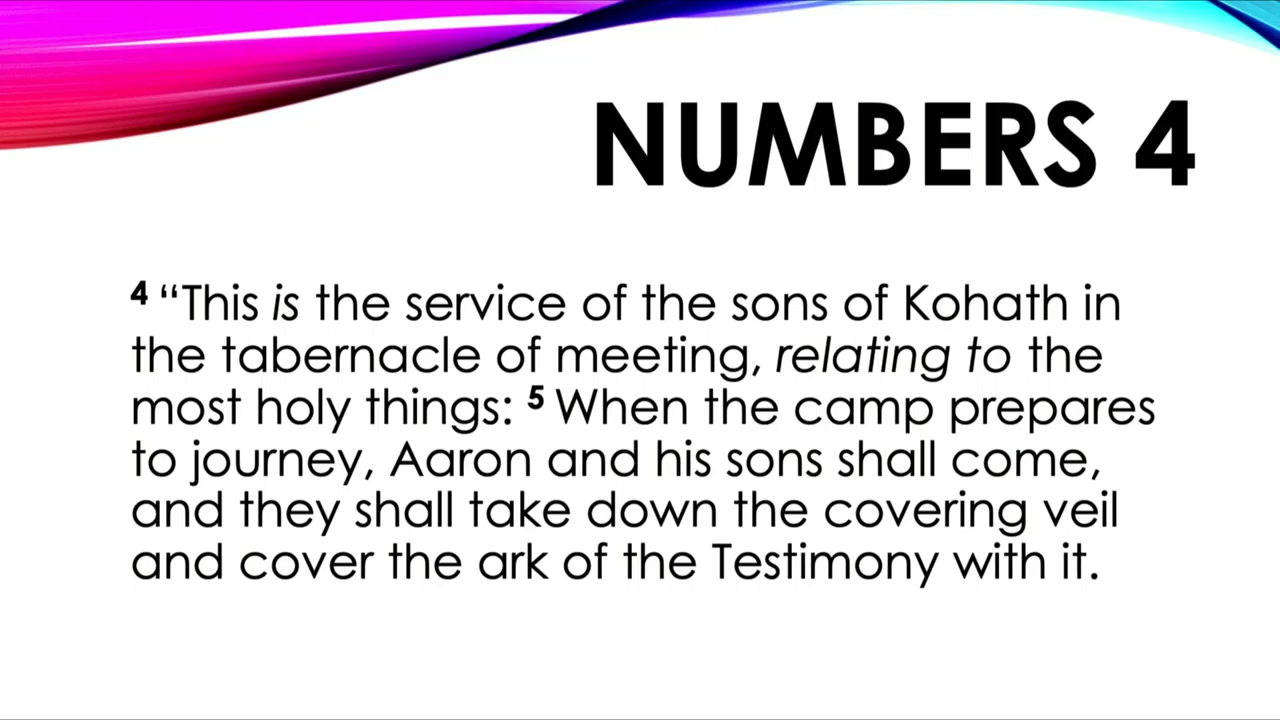 NUMBERS 4
4 “This is the service of the sons of Kohath in
the tabernacle of meeting, relating to the
most holy things: 5 When the camp prepares
to journey, Aaron and his sons shall come,
and they shall take down the covering veil
and cover the ark of the Testimony with it.